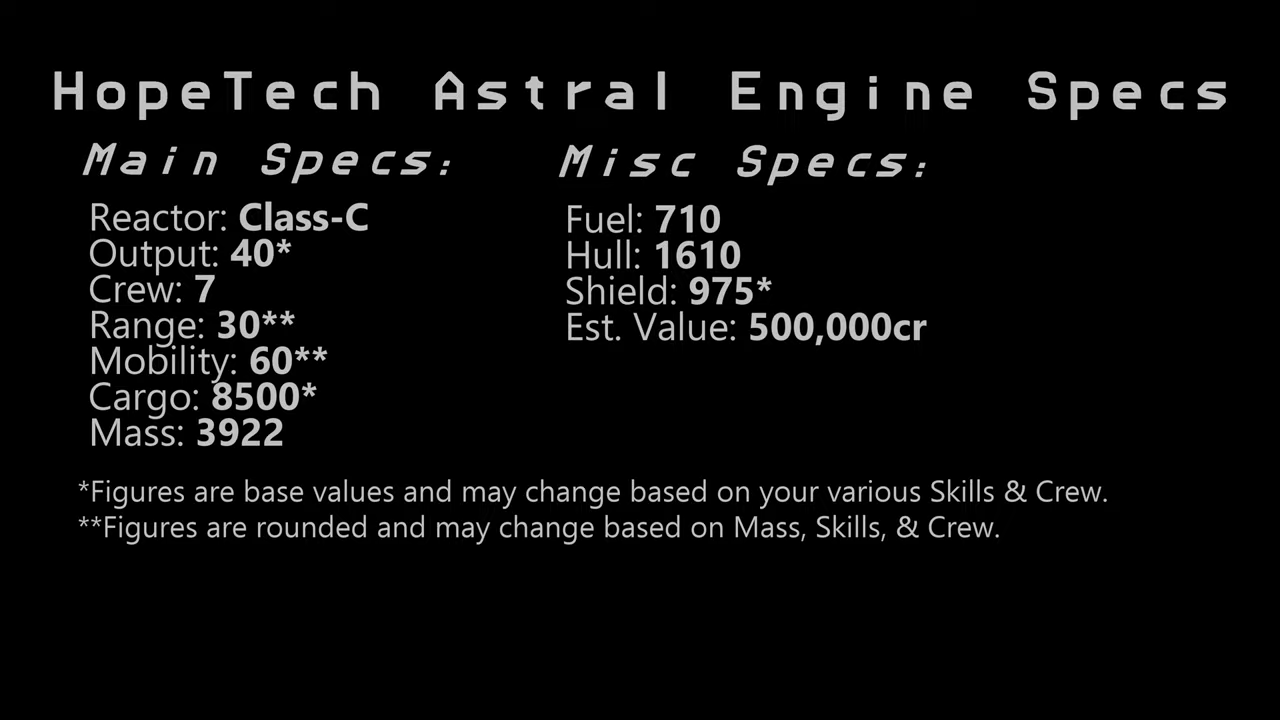 HopeTech Astral Engine Specs
Main Specs:
Reactor: Class-C
Output: 40*
Crew: 7
Range: 30**
Mobility: 60**
Cargo: 8500*
Mass: 3922
Misc Specs:
Fuel: 710
Hull: 1610
Shield: 975*
Est. Value: 500,000cr
*Figures are base values and may change based on your various Skills & Crew.
**Figures are rounded and may change based on Mass, Skills, & Crew.